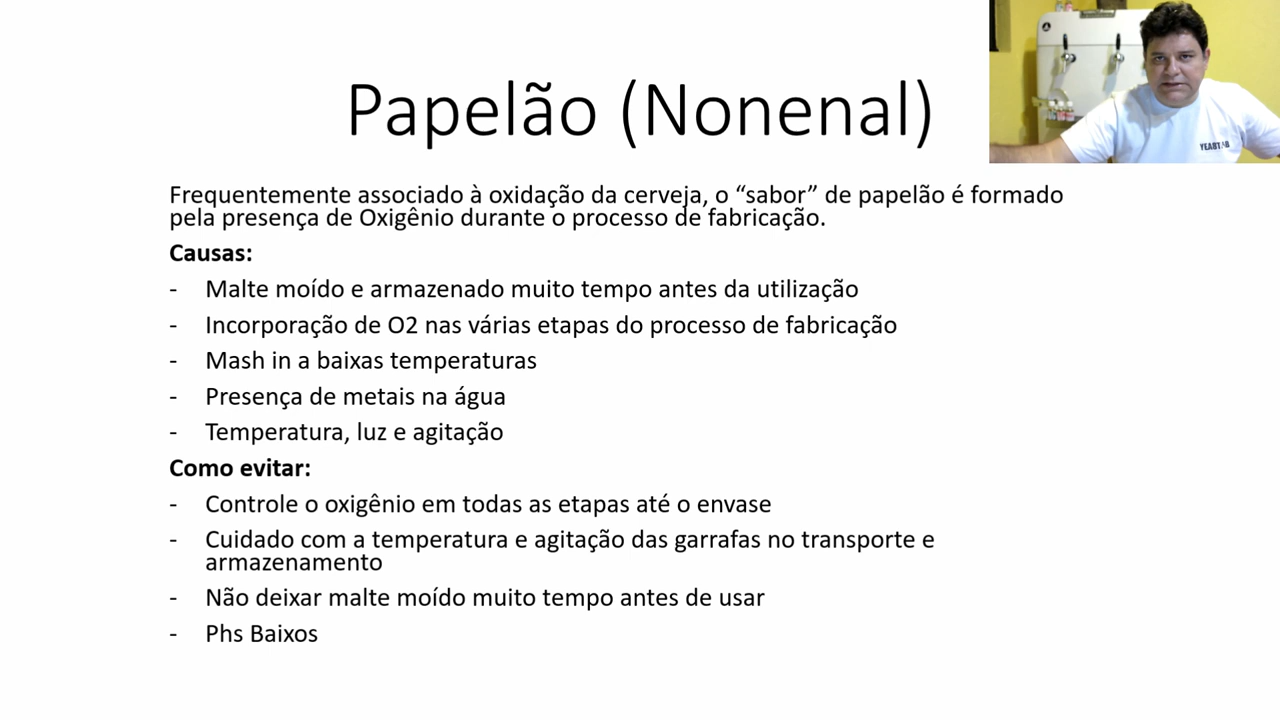 Papelão (Nonenal)
Frequentemente associado à oxidação da cerveja, o “sabor” de papelão é formado
pela presença de Oxigênio durante o processo de fabricação.
Causas:
- Malte moído e armazenado muito tempo antes da utilização
- Incorporação de O2 nas várias etapas do processo de fabricação
- Mash in a baixas temperaturas
- Presença de metais na água
- Temperatura, luz e agitação
Como evitar:
- Controle o oxigênio em todas as etapas até o envase
- Cuidado com a temperatura e agitação das garrafas no transporte e
armazenamento
- Não deixar malte moído muito tempo antes de usar
- Phs Baixos